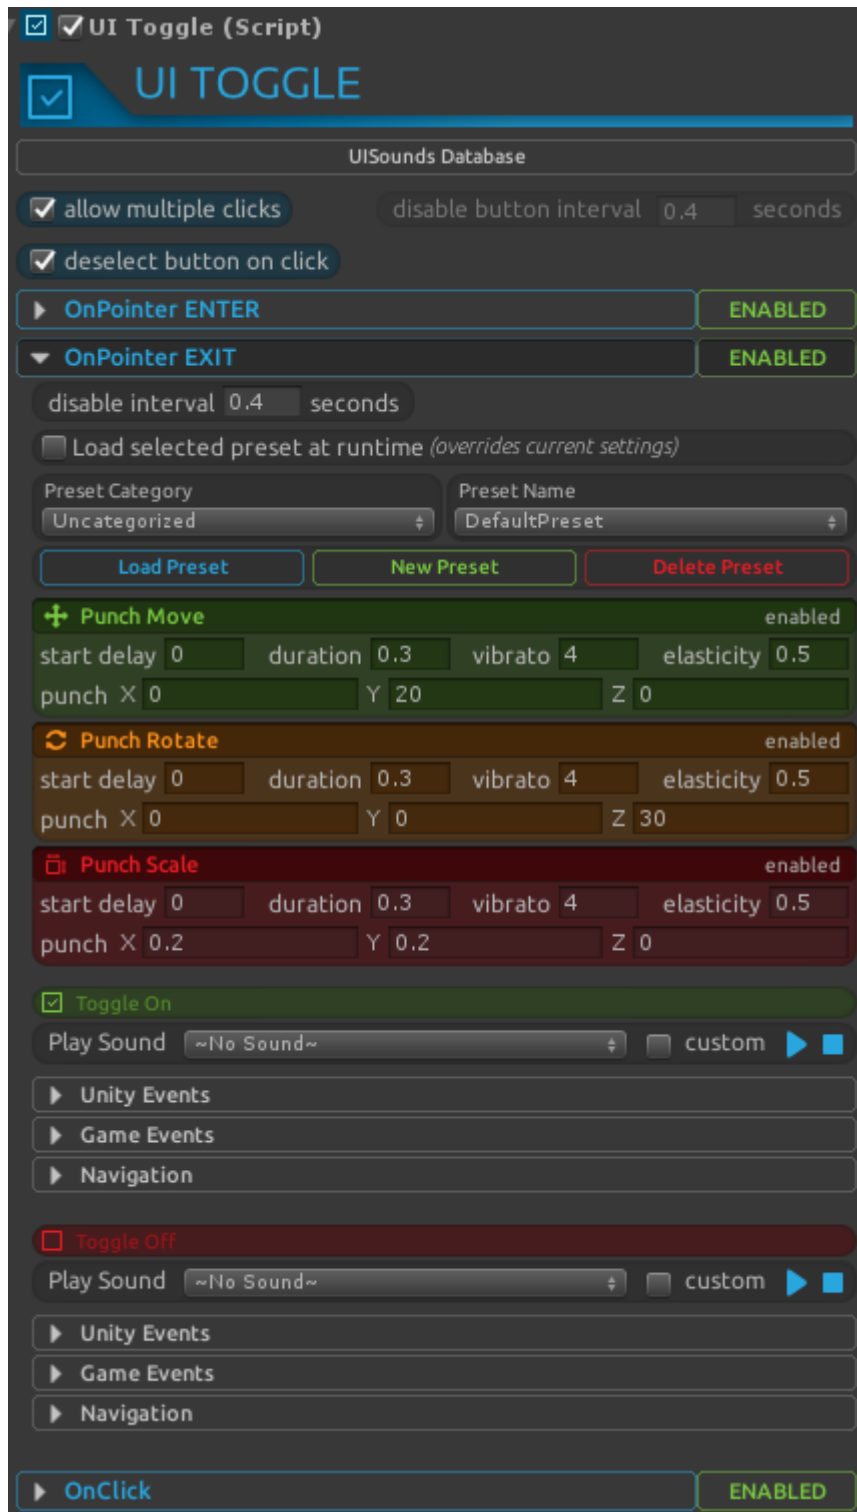 UI Toggle (Script)
UI TOGGLE
UISounds Database
allow multiple clicks disable button interval 0.4 seconds
deselect button on click
OnPointer ENTER ENABLED
OnPointer EXIT ENABLED
disable interval 0.4 seconds
Load selected preset at runtime (overrides current settings)
Preset Category Preset Name
Uncategorized DefaultPreset
Load Preset New Preset Delete Preset
Punch Move enabled
start delay 0 duration 0.3 vibrato 4 elasticity 0.5
punch X 0 Y 20 Z 0
Punch Rotate enabled
start delay 0 duration 0.3 vibrato 4 elasticity 0.5
punch X 0 Y 0 Z 30
Punch Scale enabled
start delay 0 duration 0.3 vibrato 4 elasticity 0.5
punch X 0.2 Y 0.2 Z 0
Toggle On
Play Sound ~No Sound~ custom
Unity Events
Game Events
Navigation
Toggle Off
Play Sound ~No Sound~ custom
Unity Events
Game Events
Navigation
OnClick ENABLED